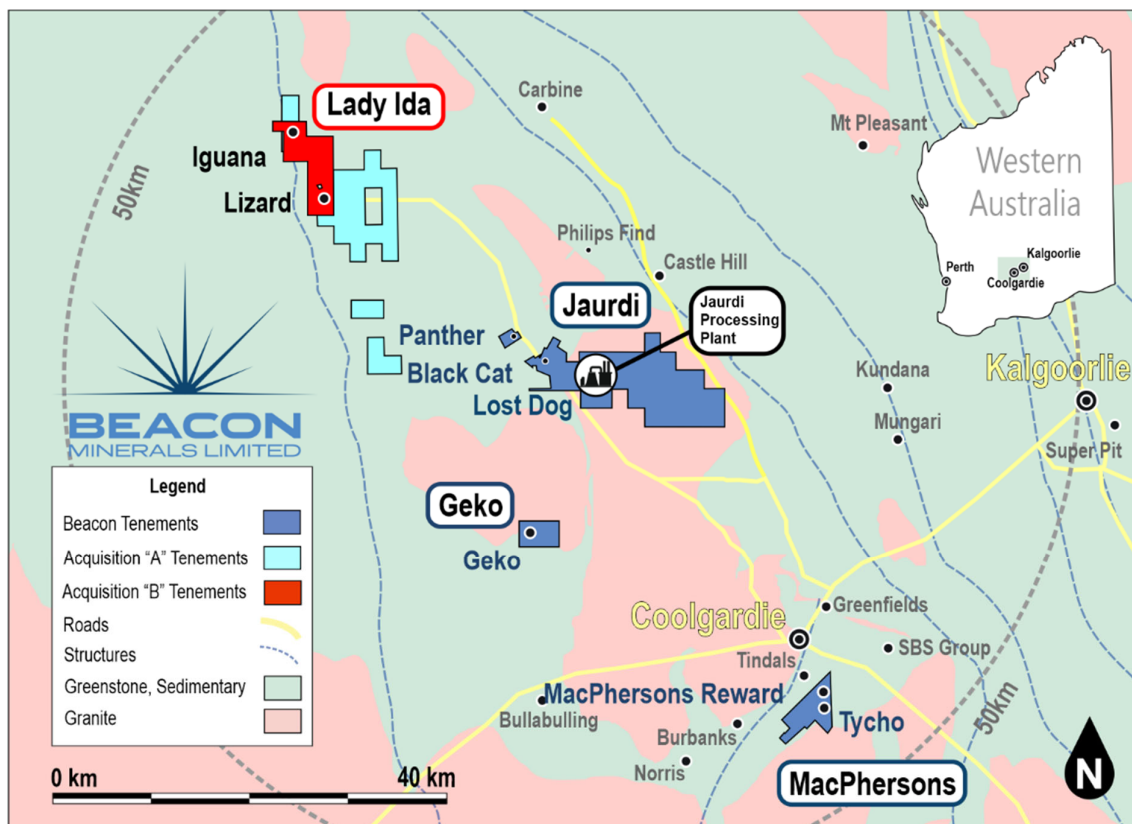 Carbine
Lady Ida
Mt Pleasant
Iguana
Western
Australia
50km
Lizard
Philips Find
Castle Hill
Kalgoorlie
Perth
Coolgardie
Jaurdi
Jaurdi
Processing
Plant
Panther
Black Cat
Lost Dog
Kundana
Kalgoorlie
Mungari
Super Pit
BEACON
MINERALS LIMITED
Legend
Beacon Tenements
Acquisition “A” Tenements
Acquisition “B” Tenements
Roads
Structures
Greenstone, Sedimentary
Granite
Geko
Geko
Coolgardie
Greenfields
SBS Group
Tindals
MacPhersons Reward
Bullabulling
Tycho
Burbanks
Norris
50km
MacPhersons
0 km
40 km
N